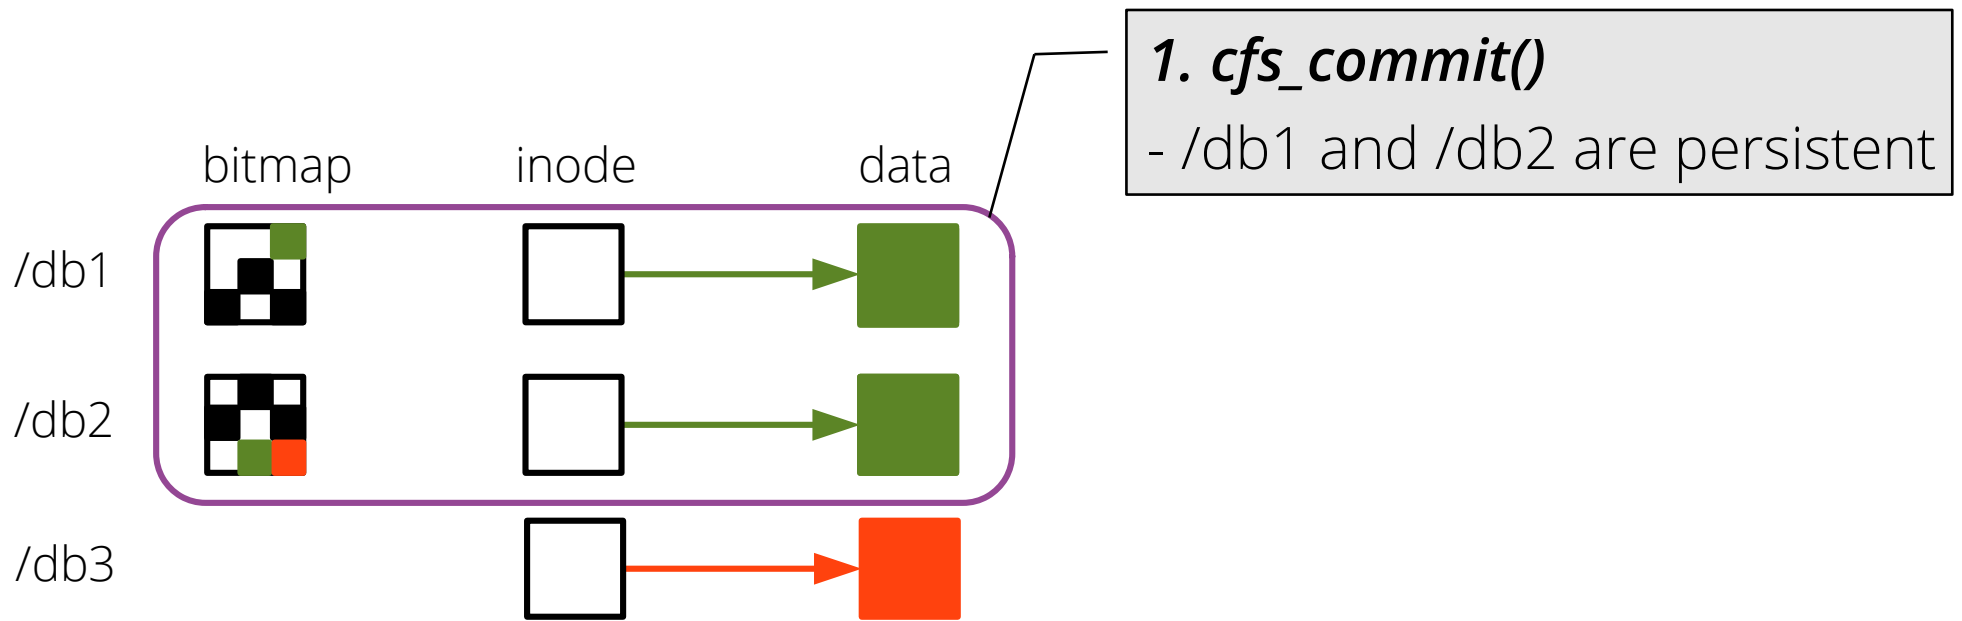 1. cfs_commit()
- /db1 and /db2 are persistent
bitmap inode data
/db1
/db2
/db3